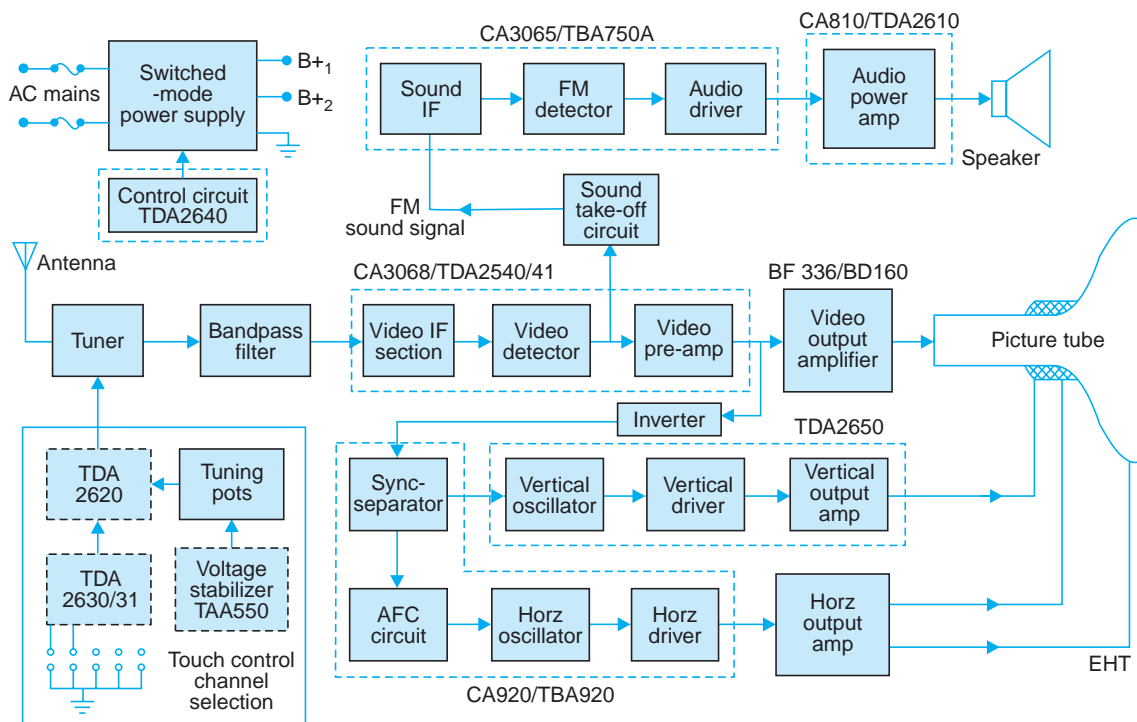 AC mains
Switched
-mode
power supply
B+1
B+2
Control circuit
TDA2640
CA3065/TBA750A
Sound
IF
FM
detector
Audio
driver
CA810/TDA2610
Audio
power
amp
Speaker
FM
sound signal
Sound
take-off
circuit
Antenna
Tuner
Bandpass
filter
CA3068/TDA2540/41
Video IF
section
Video
detector
Video
pre-amp
BF 336/BD160
Video
output
amplifier
Picture tube
Inverter
TDA
2620
Tuning
pots
TDA
2630/31
Voltage
stabilizer
TAA550
Touch control
channel
selection
Sync-
separator
TDA2650
Vertical
oscillator
Vertical
driver
Vertical
output
amp
AFC
circuit
Horz
oscillator
Horz
driver
Horz
output
amp
CA920/TBA920
EHT